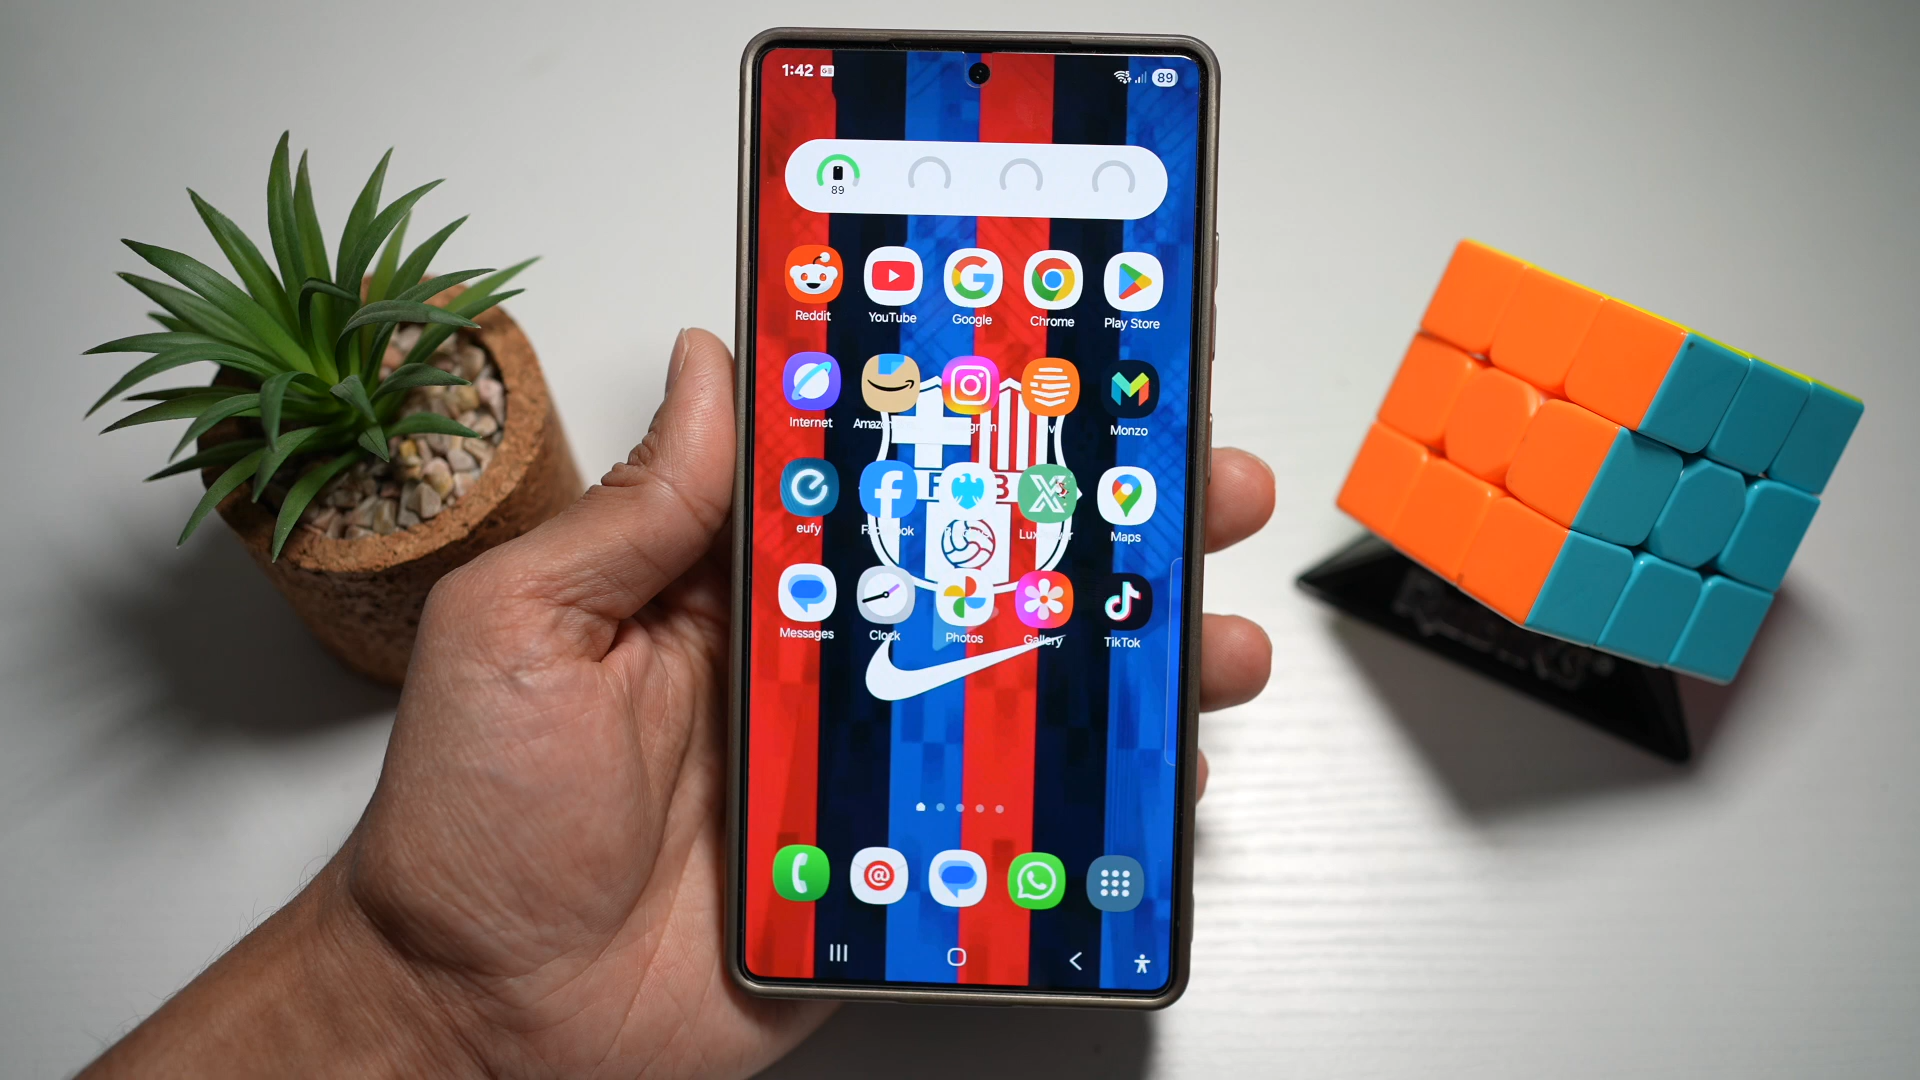 1:42
89
89
Reddit YouTube Google Chrome Play Store
Internet Monzo
eufy Maps
Messages Clock Photos Gallery TikTok